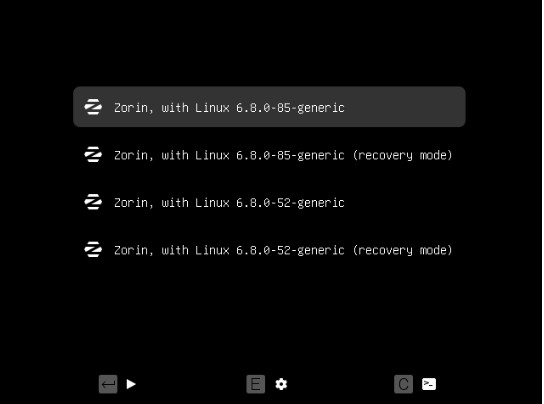 Zorin, with Linux 6.8.0-85-generic
Zorin, with Linux 6.8.0-85-generic (recovery mode)
Zorin, with Linux 6.8.0-52-generic
Zorin, with Linux 6.8.0-52-generic (recovery mode)
E
C